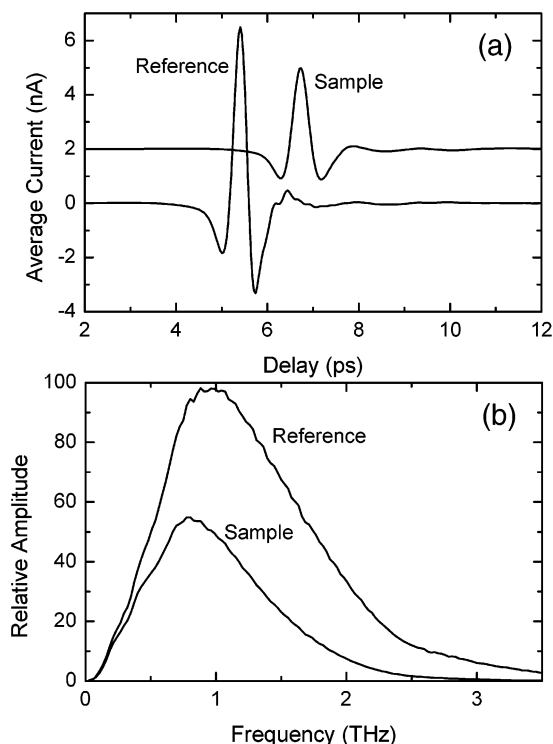 6
(a)
Reference
Sample
4
2
0
-2
-4
Average Current (nA)
2 4 6 8 10 12
Delay (ps)
100
(b)
80
Reference
60
Sample
40
20
0
Relative Amplitude
0 1 2 3
Frequency (THz)